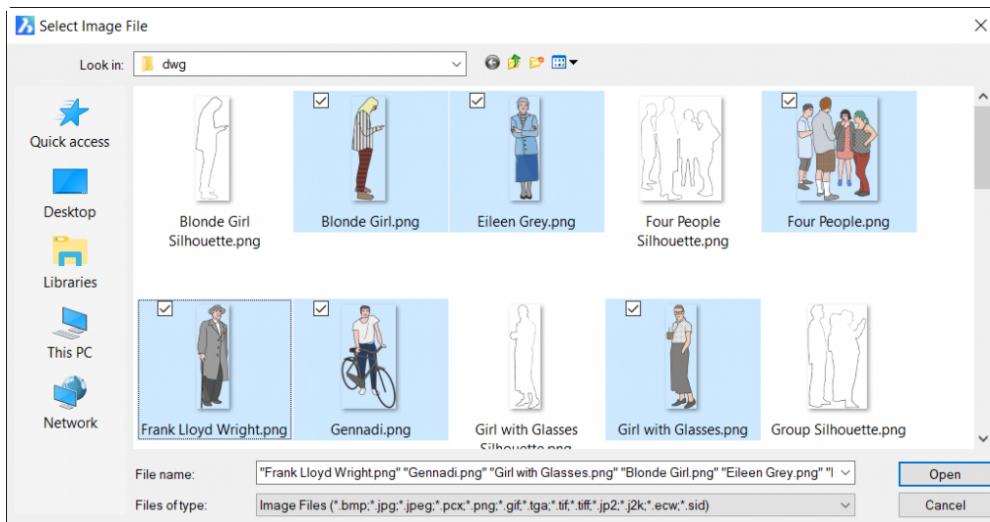 Select Image File
Look in: dwg
Quick access
Desktop
Libraries
This PC
Network
Blonde Girl
Silhouette.png
Blonde Girl.png
Eileen Grey.png
Four People
Silhouette.png
Four People.png
Frank Lloyd Wright.png
Gennadi.png
Girl with Glasses
Silhouette.png
Girl with Glasses.png
Group Silhouette.png
File name: "Frank Lloyd Wright.png" "Gennadi.png" "Girl with Glasses.png" "Blonde Girl.png" "Eileen Grey.png"
Open
Files of type: Image Files (*.bmp;*.jpg;*.jpeg;*.pcx;*.png;*.gif;*.tga;*.tif;*.tiff;*.jp2;*.j2k;*.ecw;*.sid)
Cancel